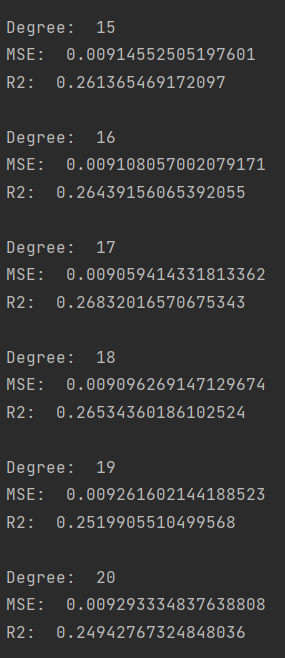 Degree:  15
MSE:  0.00914552505197601
R2:  0.261365469172097
Degree:  16
MSE:  0.009108057002079171
R2:  0.26439156065392055
Degree:  17
MSE:  0.009059414331813362
R2:  0.26832016570675343
Degree:  18
MSE:  0.009096269147129674
R2:  0.26534360186102524
Degree:  19
MSE:  0.009261602144188523
R2:  0.2519905510499568
Degree:  20
MSE:  0.009293334837638808
R2:  0.24942767324848036